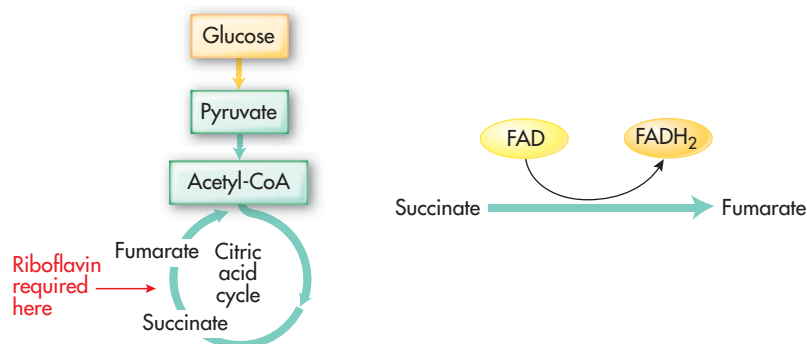 Glucose
Pyruvate
Acetyl-CoA
Fumarate
Citric
acid
cycle
Succinate
Riboflavin
required
here
FAD
FADH₂
Succinate
Fumarate